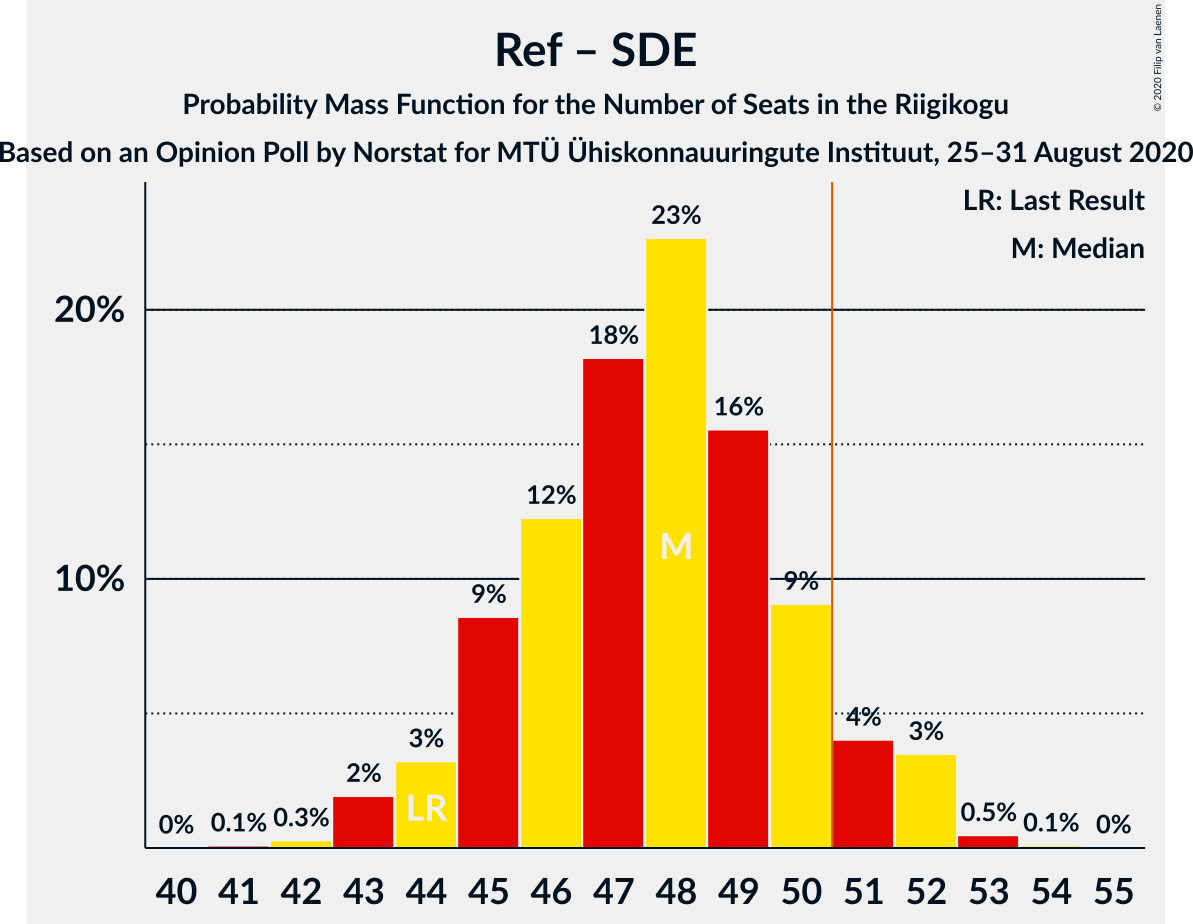 Ref – SDE
Probability Mass Function for the Number of Seats in the Riigikogu
Based on an Opinion Poll by Norstat for MTÜ Ühiskonnauuringute Instituut, 25–31 August 2020
© 2020 Filip van Laenen
LR: Last Result
M: Median
23%
20%
18%
16%
12%
M
10%
9%
9%
4%
3%
3%
2%
LR
0%
0.1%
0.3%
0.5%
0.1%
0%
40 41 42 43 44 45 46 47 48 49 50 51 52 53 54 55